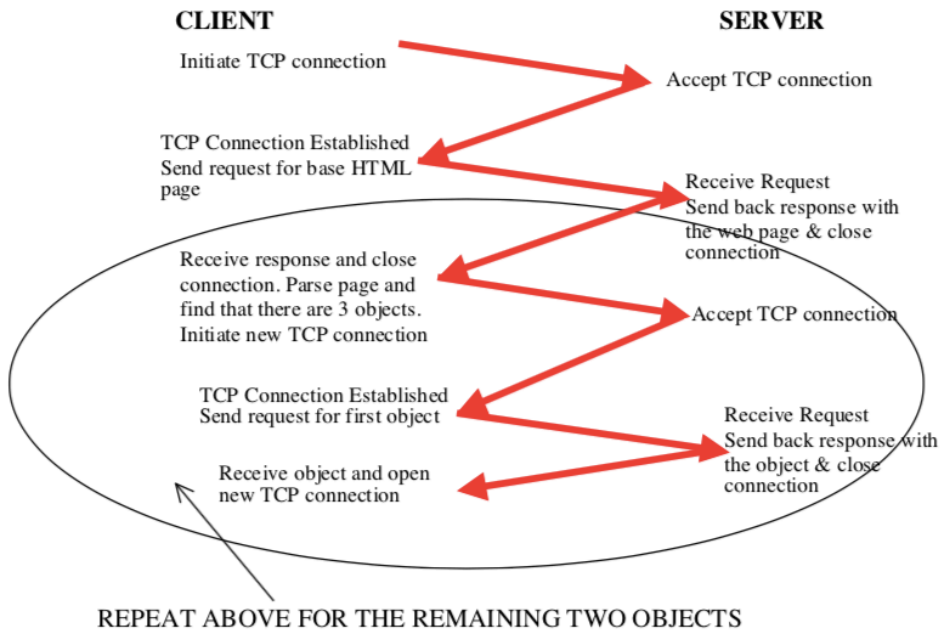 CLIENT
SERVER
Initiate TCP connection
Accept TCP connection
TCP Connection Established
Send request for base HTML
page
Receive Request
Send back response with
the web page & close
connection
Receive response and close
connection. Parse page and
find that there are 3 objects.
Initiate new TCP connection
Accept TCP connection
TCP Connection Established
Send request for first object
Receive Request
Send back response with
the object & close
connection
Receive object and open
new TCP connection
REPEAT ABOVE FOR THE REMAINING TWO OBJECTS